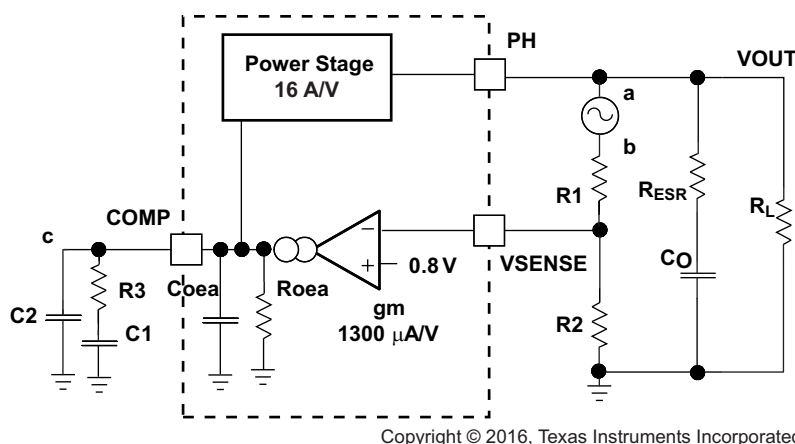 PH
VOUT
Power Stage
16 A/V
a
b
R1
RESR
RL
COMP
c
VSENSE
0.8 V
−
+
Coea
Roea
CO
R3
C2
C1
gm
1300 μA/V
R2
Copyright © 2016, Texas Instruments Incorporated